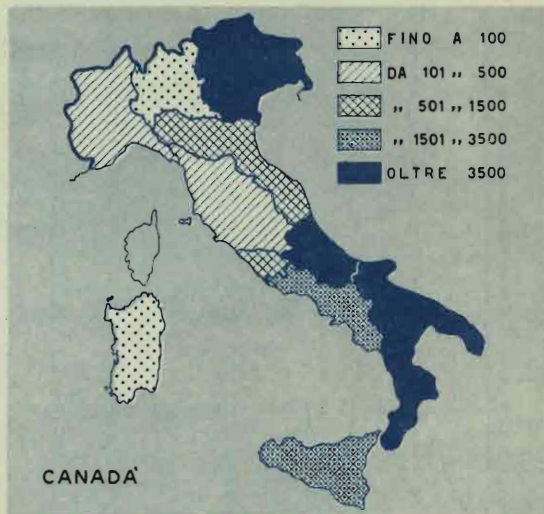 FINO A 100
DA 101 „ 500
„ 501 „ 1500
„ 1501 „ 3500
OLTRE 3500
CANADA'